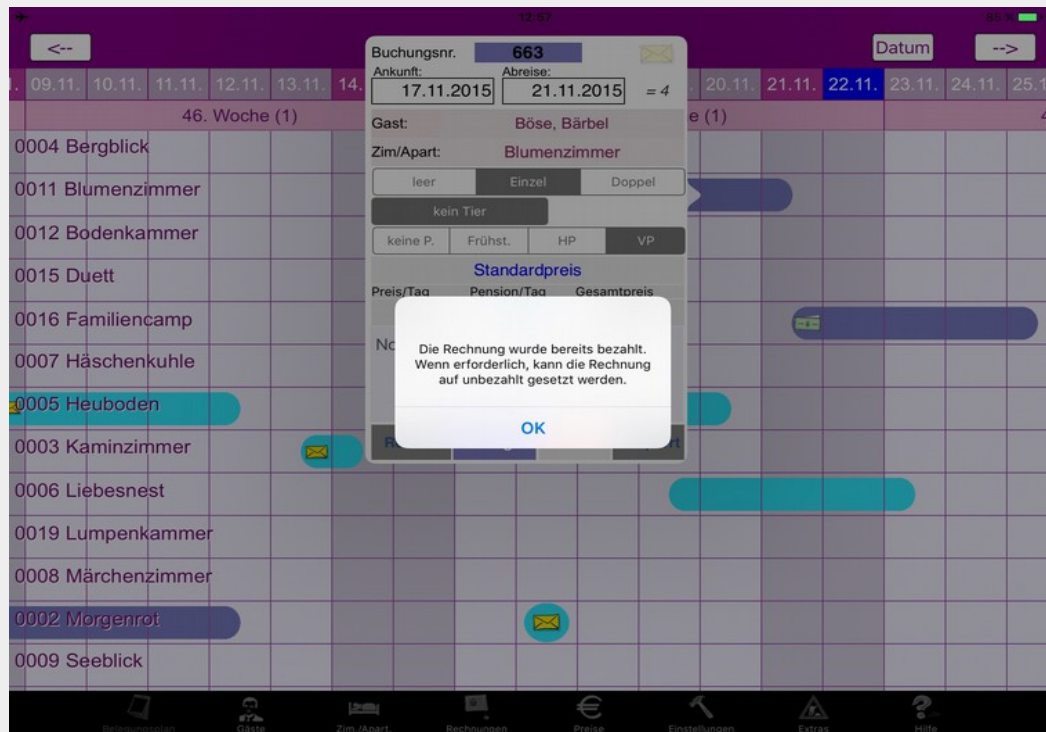 12:57
85 %
<--
Datum
-->
09.11. 10.11. 11.11. 12.11. 13.11. 14. 20.11. 21.11. 22.11. 23.11. 24.11. 25.1
46. Woche (1)
e (1)
0004 Bergblick
0011 Blumenzimmer
0012 Bodenkammer
0015 Duett
0016 Familiencamp
0007 Häschenkuhle
0005 Heuboden
0003 Kaminzimmer
0006 Liebesnest
0019 Lumpenkammer
0008 Märchenzimmer
0002 Morgenrot
0009 Seeblick
Buchungsnr. 663
Ankunft: Abreise:
17.11.2015 21.11.2015 = 4
Gast: Böse, Bärbel
Zim/Apart: Blumenzimmer
leer Einzel Doppel
kein Tier
keine P. Frühst. HP VP
Standardpreis
Preis/Tag Pension/Tag Gesamtpreis
No
Die Rechnung wurde bereits bezahlt.
Wenn erforderlich, kann die Rechnung
auf unbezahlt gesetzt werden.
OK
Belegungsplan Gäste Zim./Apart. Rechnungen Preise Einstellungen Extras Hilfe